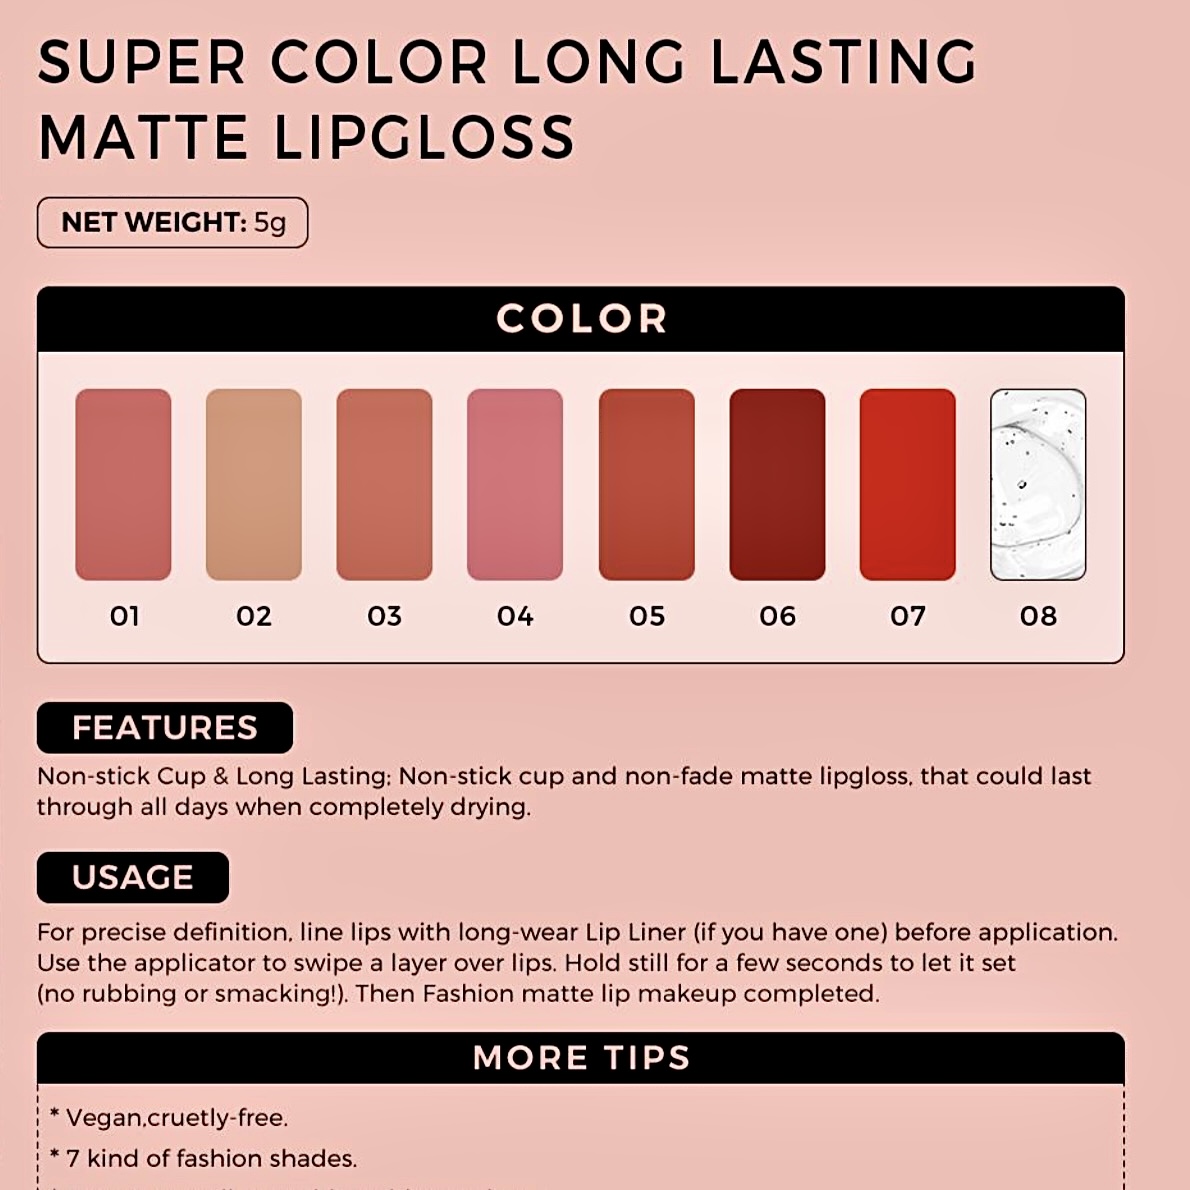 SUPER COLOR LONG LASTING
MATTE LIPGLOSS
NET WEIGHT: 5g
COLOR
01 02 03 04 05 06 07 08
FEATURES
Non-stick Cup & Long Lasting; Non-stick cup and non-fade matte lipgloss, that could last
through all days when completely drying.
USAGE
For precise definition, line lips with long-wear Lip Liner (if you have one) before application.
Use the applicator to swipe a layer over lips. Hold still for a few seconds to let it set
(no rubbing or smacking!). Then Fashion matte lip makeup completed.
MORE TIPS
* Vegan,cruetly-free.
* 7 kind of fashion shades.